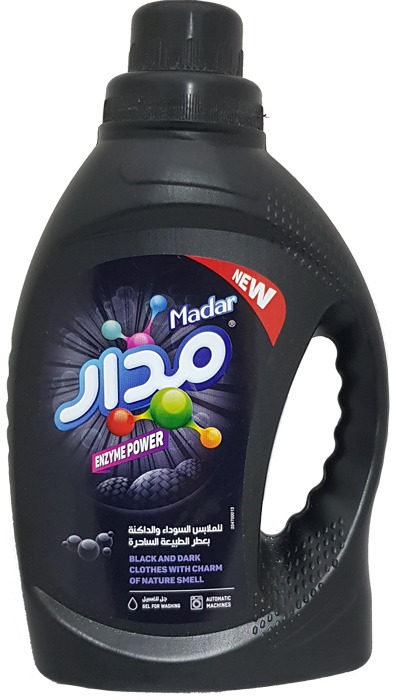 NEW
Madar
®
مدار
ENZYME POWER
للملابس السوداء والداكنة
بعطر الطبيعة الساحرة
BLACK AND DARK
CLOTHES WITH CHARM
OF NATURE SMELL
جل للغسيل
GEL FOR WASHING
AUTOMATIC
MACHINES